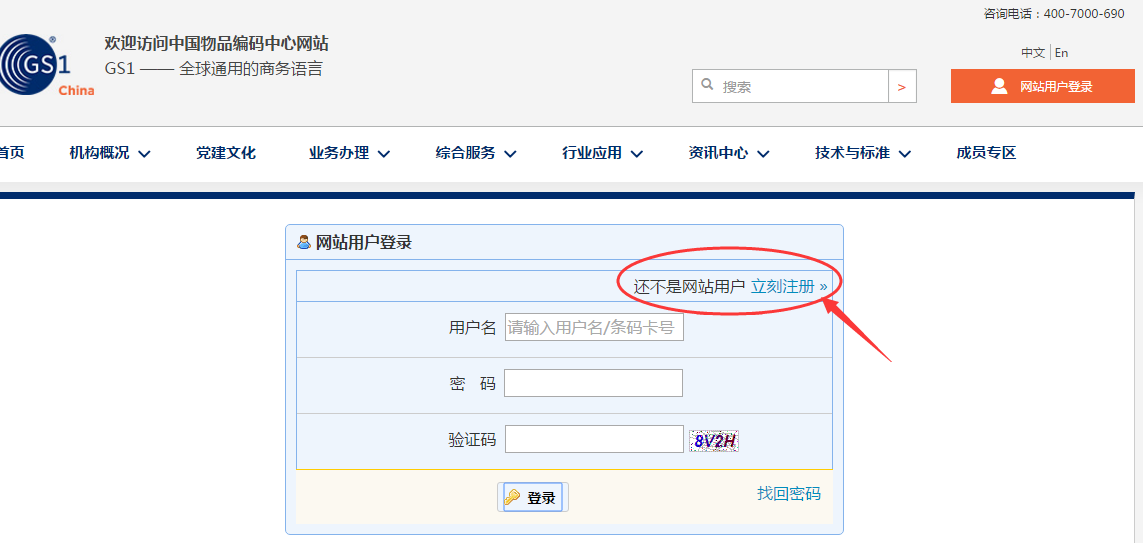 咨询电话：400-7000-690
GS1
China
欢迎访问中国物品编码中心网站
GS1 —— 全球通用的商务语言
中文 | En
搜索 >
网站用户登录
首页 机构概况 党建文化 业务办理 综合服务 行业应用 资讯中心 技术与标准 成员专区
网站用户登录
还不是网站用户 立刻注册 »
用户名 请输入用户名/条码卡号
密 码
验证码 8V2H
登录 找回密码